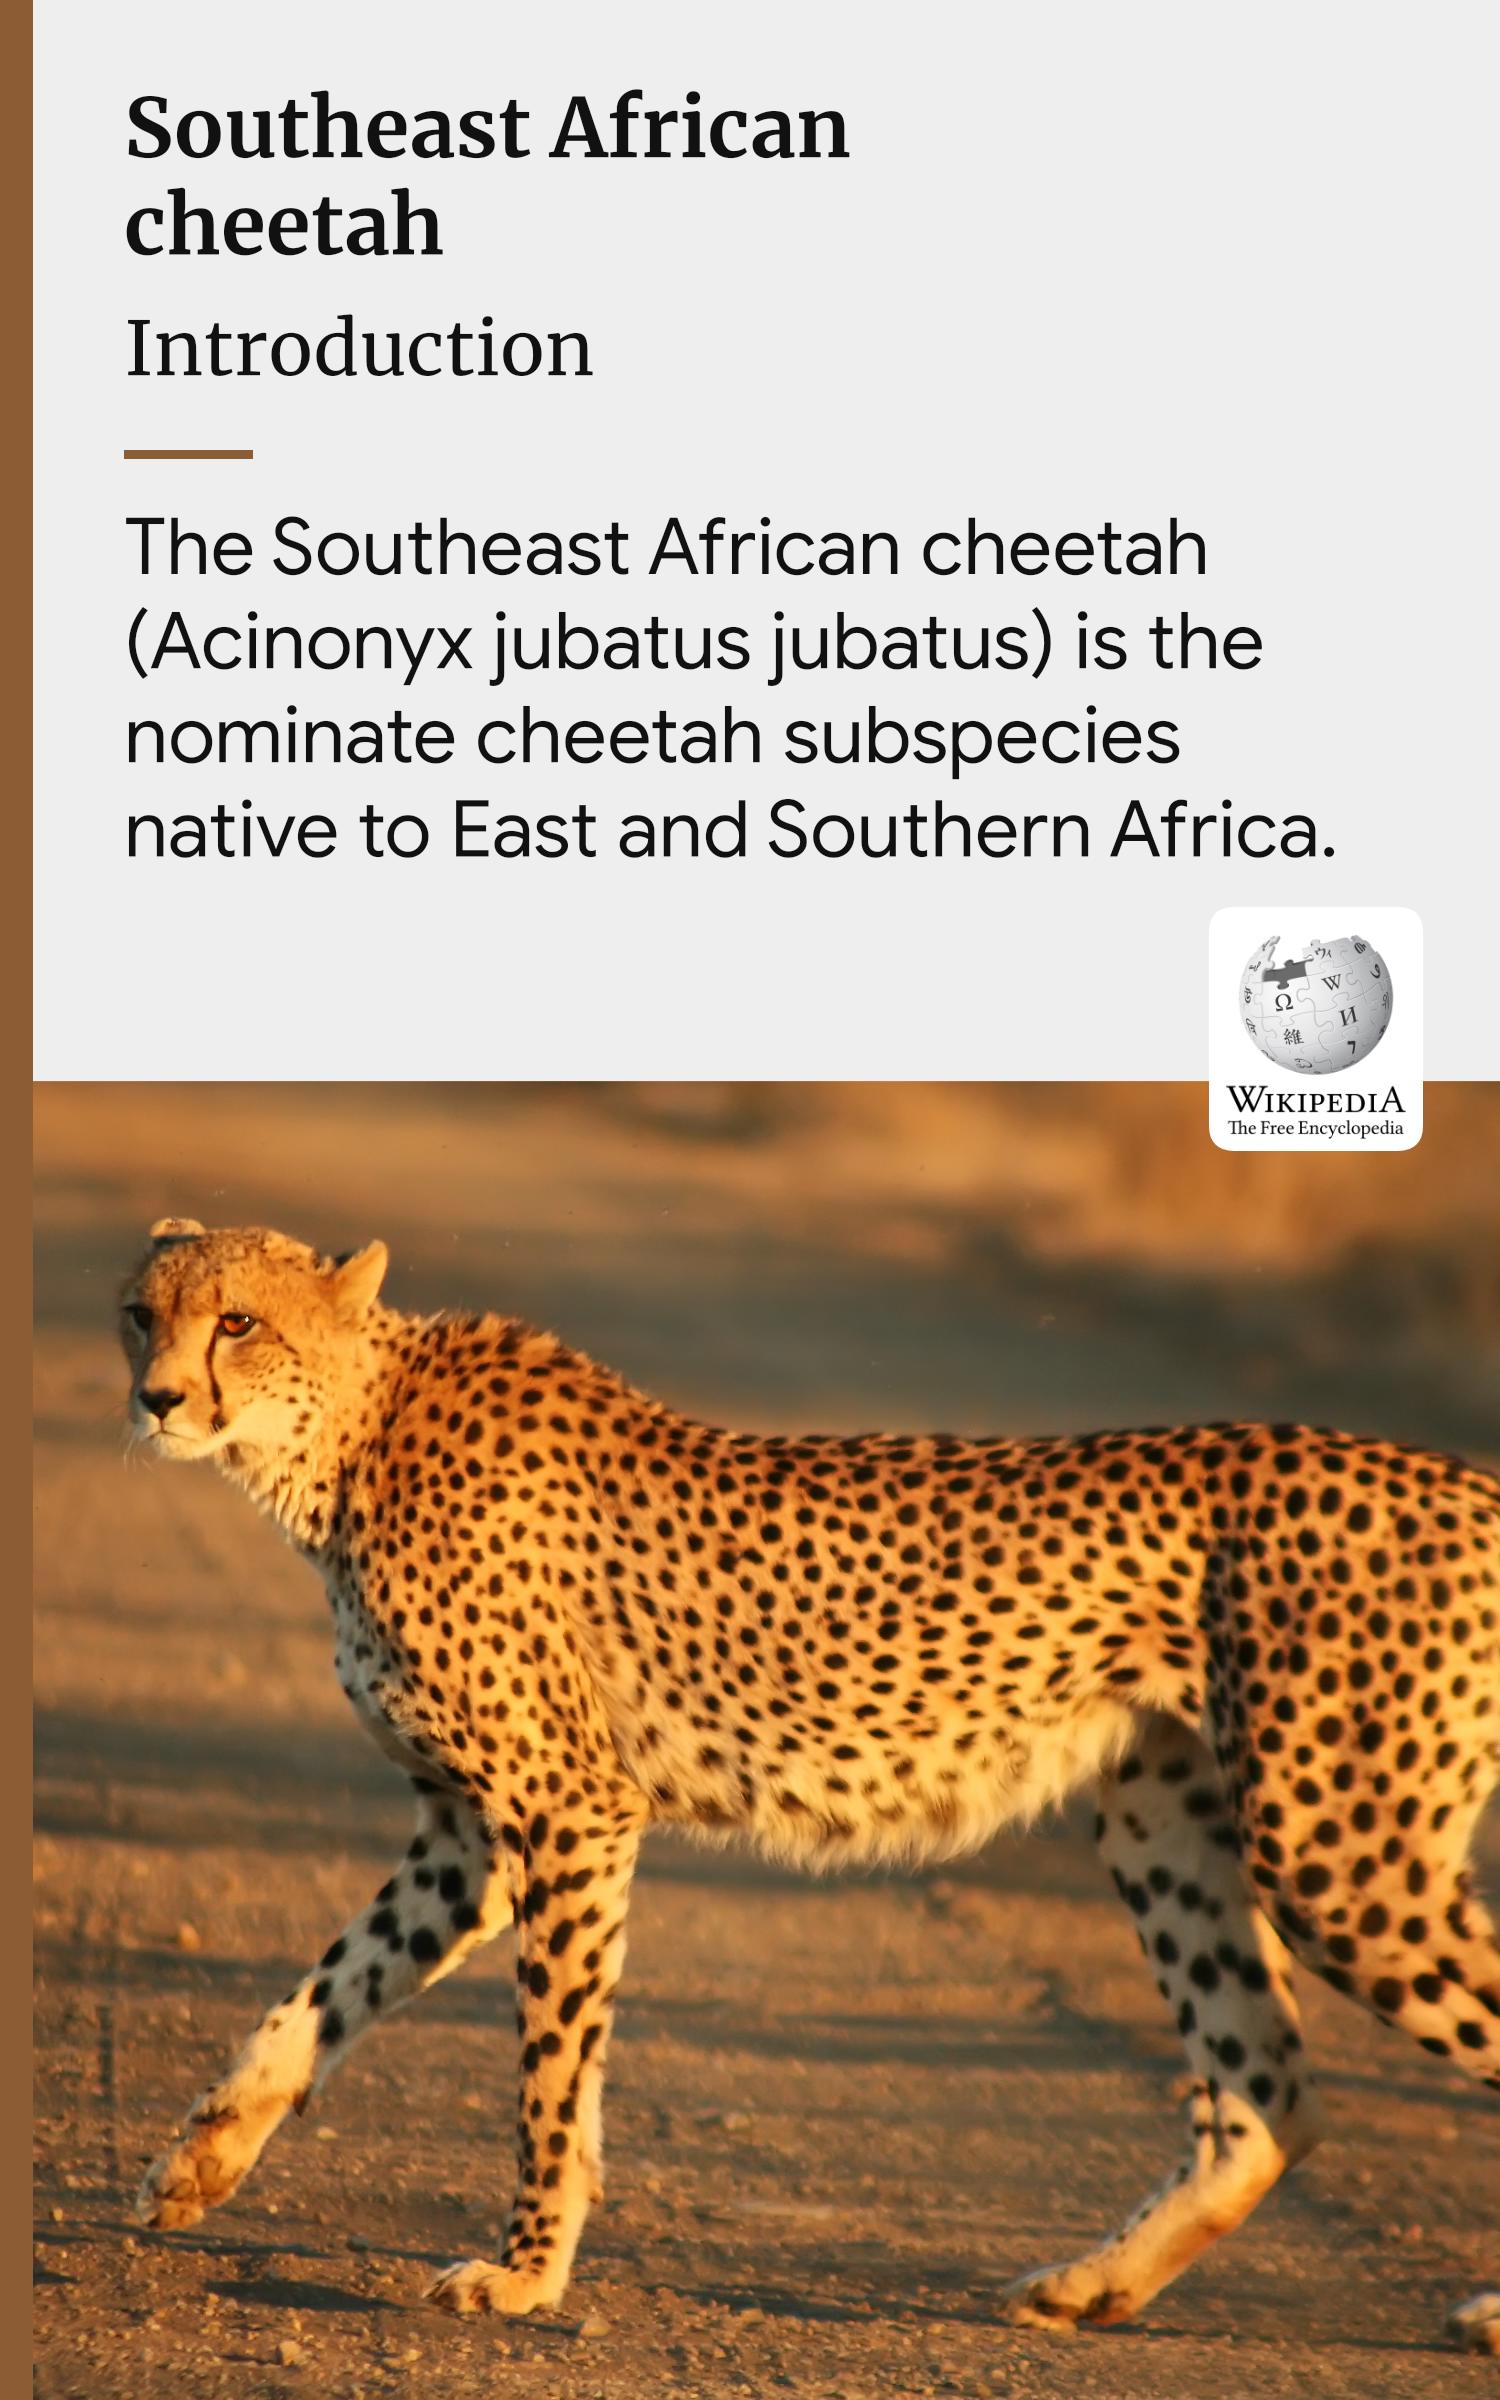 Southeast African
cheetah
Introduction
The Southeast African cheetah
(Acinonyx jubatus jubatus) is the
nominate cheetah subspecies
native to East and Southern Africa.
Ω W И
維
WIKIPEDIA
The Free Encyclopedia